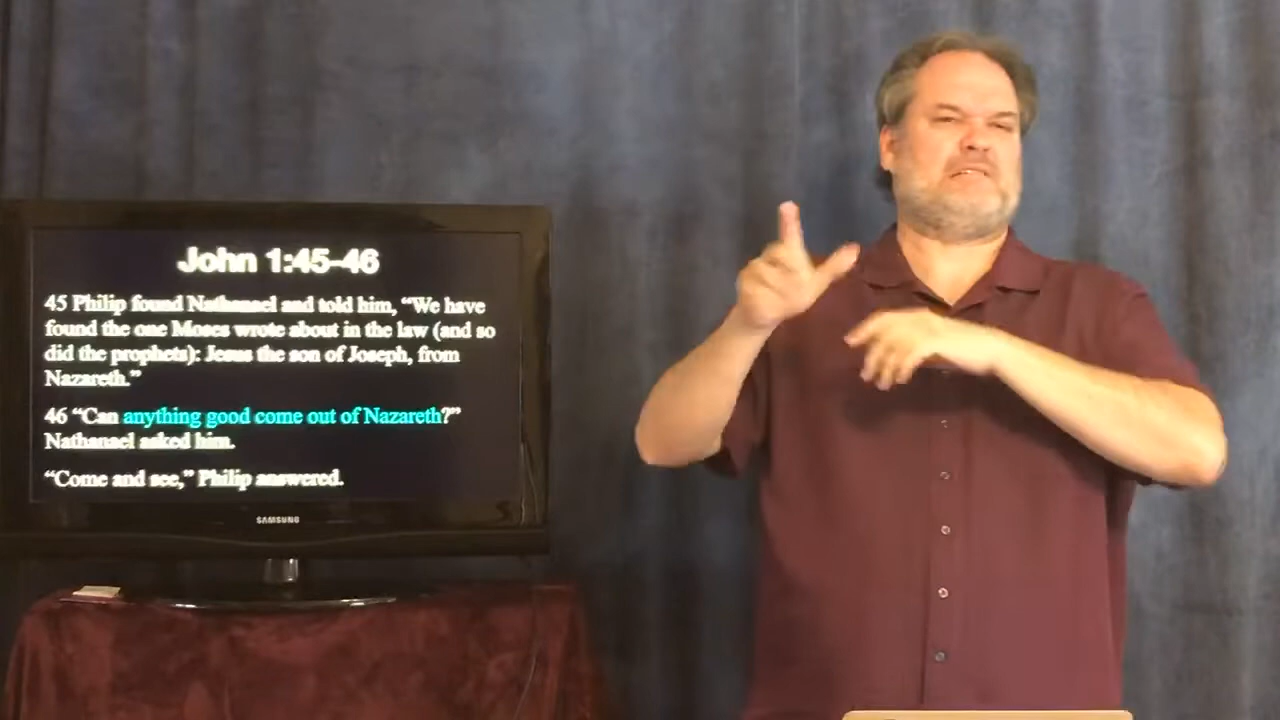 John 1:45-46
45 Philip found Nathanael and told him, “We have
found the one Moses wrote about in the law (and so
did the prophets): Jesus the son of Joseph, from
Nazareth.”
46 “Can anything good come out of Nazareth?”
Nathanael asked him.
“Come and see,” Philip answered.
SAMSUNG